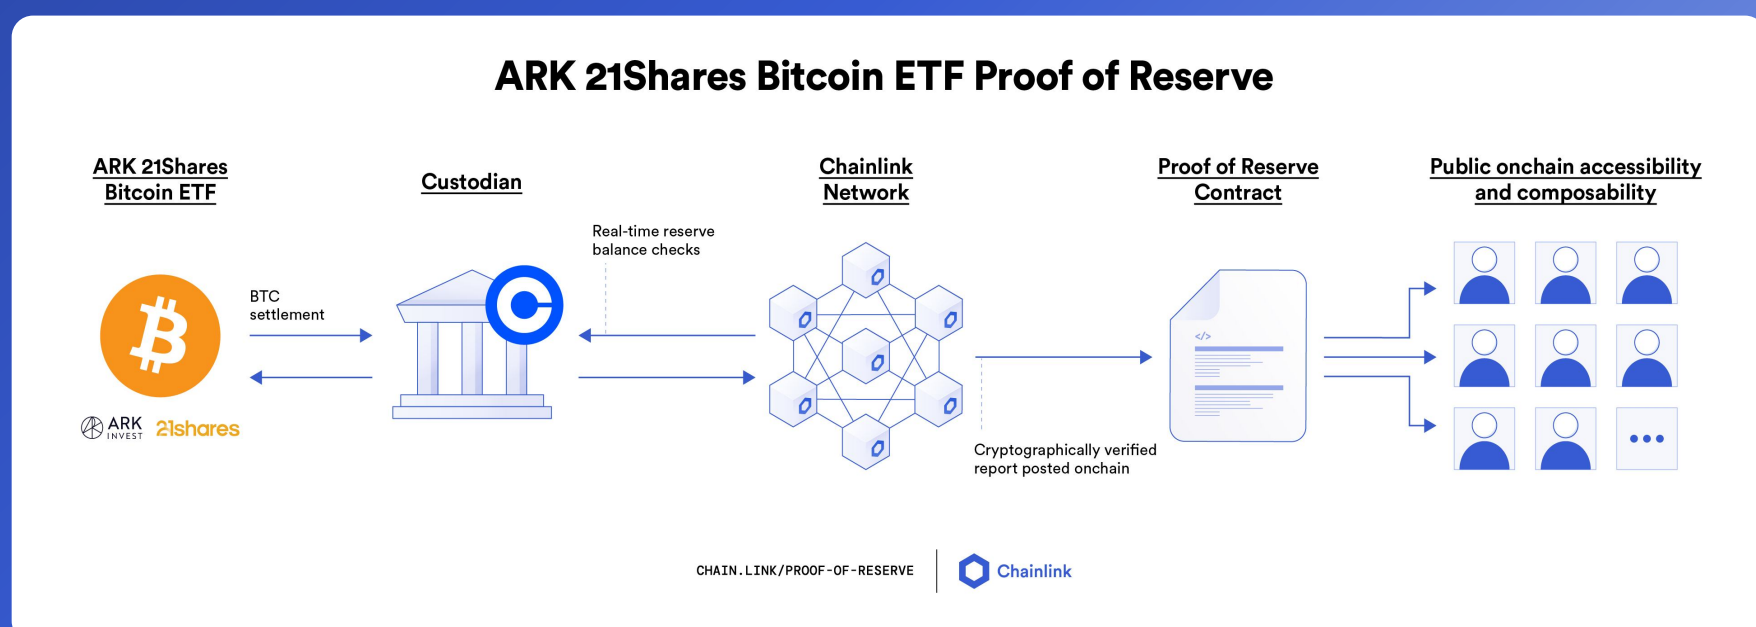 ARK 21Shares Bitcoin ETF Proof of Reserve
ARK 21Shares
Bitcoin ETF
Custodian
Chainlink
Network
Proof of Reserve
Contract
Public onchain accessibility
and composability
BTC
settlement
Real-time reserve
balance checks
</>
Cryptographically verified
report posted onchain
ARK
INVEST
21shares
CHAIN.LINK/PROOF-OF-RESERVE
Chainlink